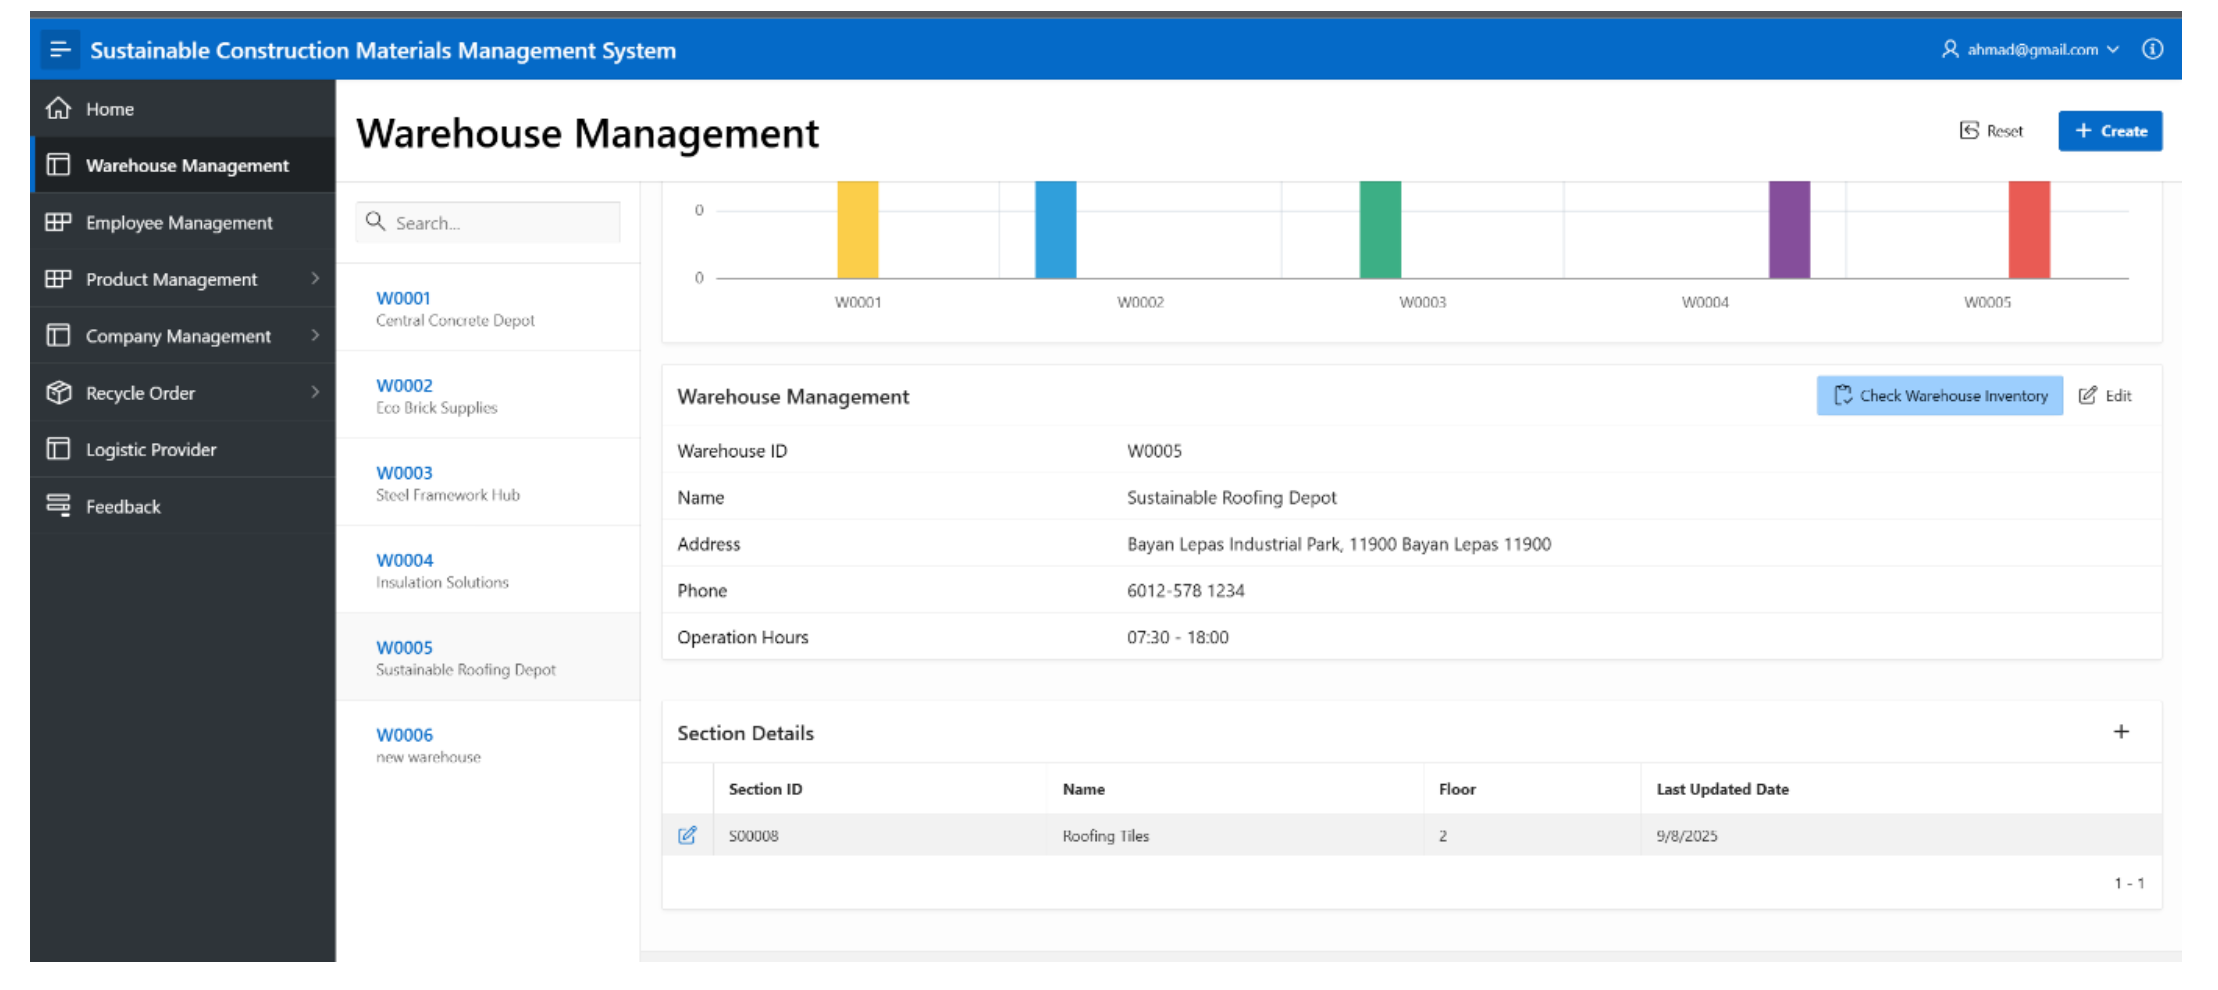 Sustainable Construction Materials Management System
ahmad@gmail.com
Home
Warehouse Management
Employee Management
Product Management
Company Management
Recycle Order
Logistic Provider
Feedback
Warehouse Management
Reset
+ Create
Search...
W0001
Central Concrete Depot
W0002
Eco Brick Supplies
W0003
Steel Framework Hub
W0004
Insulation Solutions
W0005
Sustainable Roofing Depot
W0006
new warehouse
0
0
W0001 W0002 W0003 W0004 W0005
Warehouse Management
Check Warehouse Inventory
Edit
Warehouse ID W0005
Name Sustainable Roofing Depot
Address Bayan Lepas Industrial Park, 11900 Bayan Lepas 11900
Phone 6012-578 1234
Operation Hours 07:30 - 18:00
Section Details
+
Section ID Name Floor Last Updated Date
S00008 Roofing Tiles 2 9/8/2025
1 - 1